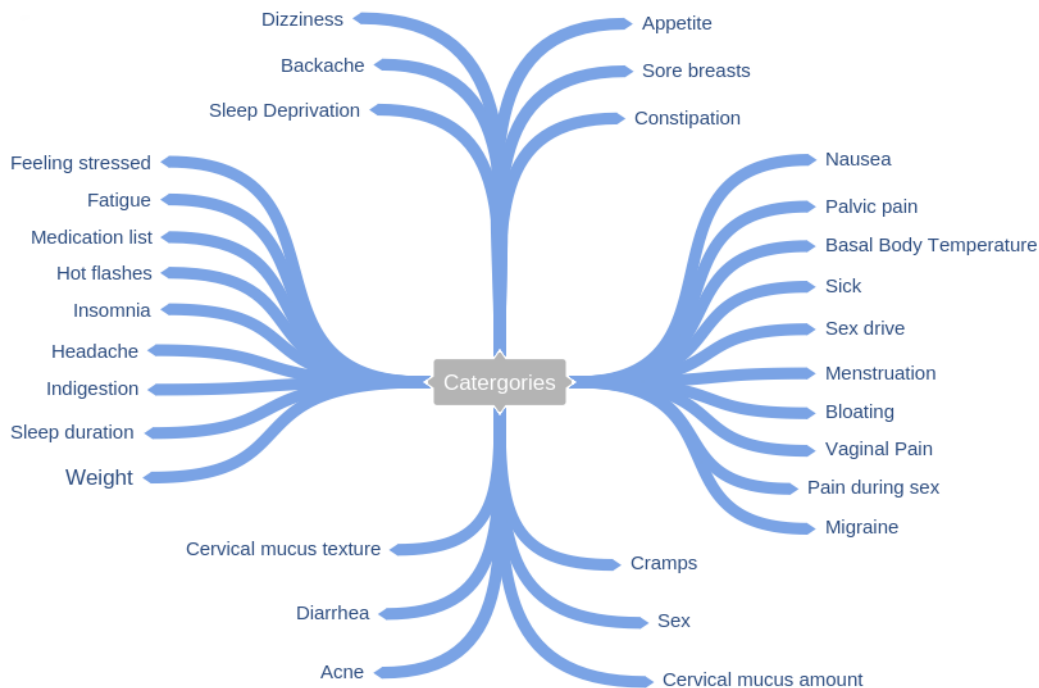 Dizziness
Appetite
Backache
Sore breasts
Sleep Deprivation
Constipation
Feeling stressed
Nausea
Fatigue
Palvic pain
Medication list
Basal Body Temperature
Hot flashes
Sick
Insomnia
Sex drive
Headache
Menstruation
Catergories
Indigestion
Bloating
Sleep duration
Vaginal Pain
Weight
Pain during sex
Migraine
Cervical mucus texture
Cramps
Diarrhea
Sex
Acne
Cervical mucus amount